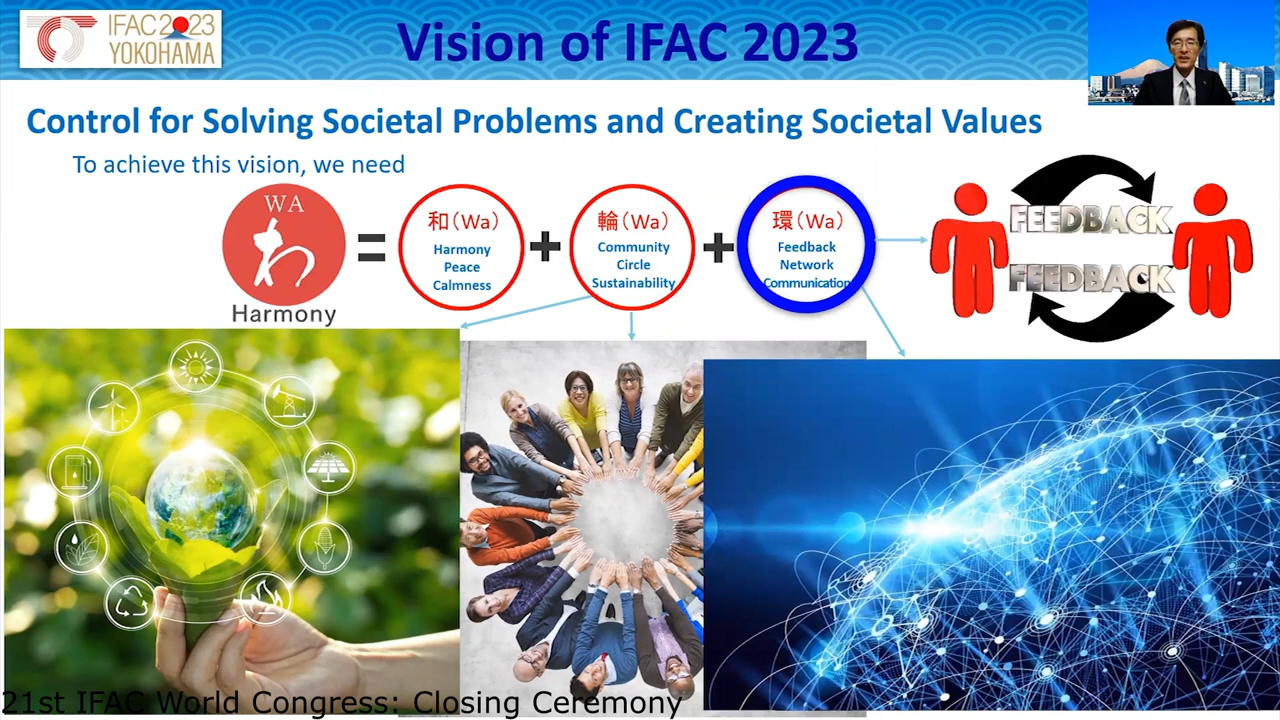 IFAC2023
YOKOHAMA
Vision of IFAC 2023
Control for Solving Societal Problems and Creating Societal Values
To achieve this vision, we need
WA
わ
Harmony
=
和(Wa)
Harmony
Peace
Calmness
+
輪(Wa)
Community
Circle
Sustainability
+
環(Wa)
Feedback
Network
Communication
FEEDBACK
FEEDBACK
21st IFAC World Congress: Closing Ceremony